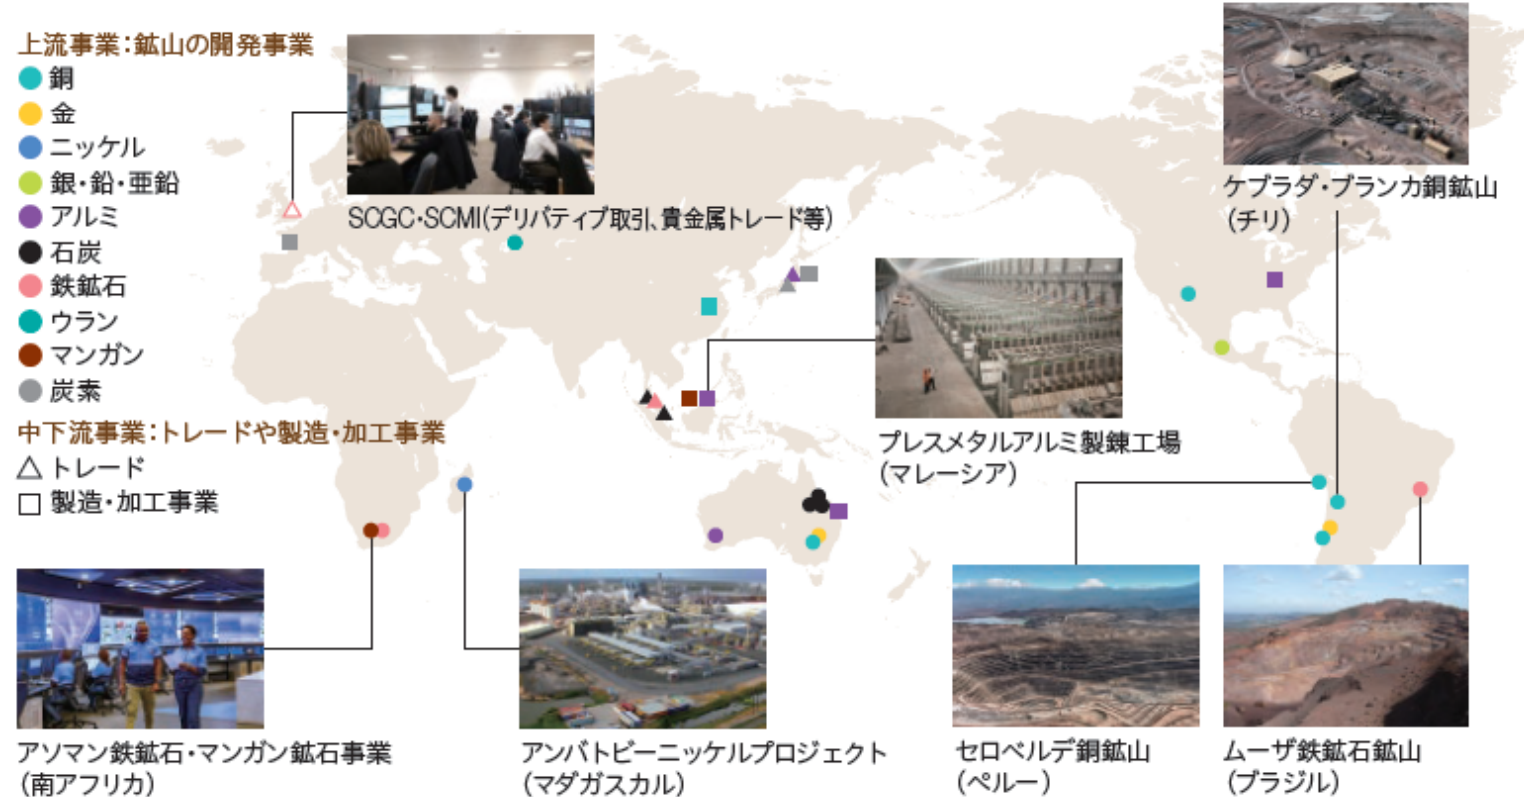 上流事業：鉱山の開発事業
銅
金
ニッケル
銀・鉛・亜鉛
アルミ
石炭
鉄鉱石
ウラン
マンガン
炭素
中下流事業：トレードや製造・加工事業
トレード
製造・加工事業
SCGC・SCMI(デリバティブ取引、貴金属トレード等)
ケブラダ・ブランカ銅鉱山
(チリ)
プレスメタルアルミ製錬工場
(マレーシア)
アソマン鉄鉱石・マンガン鉱石事業
(南アフリカ)
アンバトビーニッケルプロジェクト
(マダガスカル)
セロベルデ銅鉱山
(ペルー)
ムーザ鉄鉱石鉱山
(ブラジル)